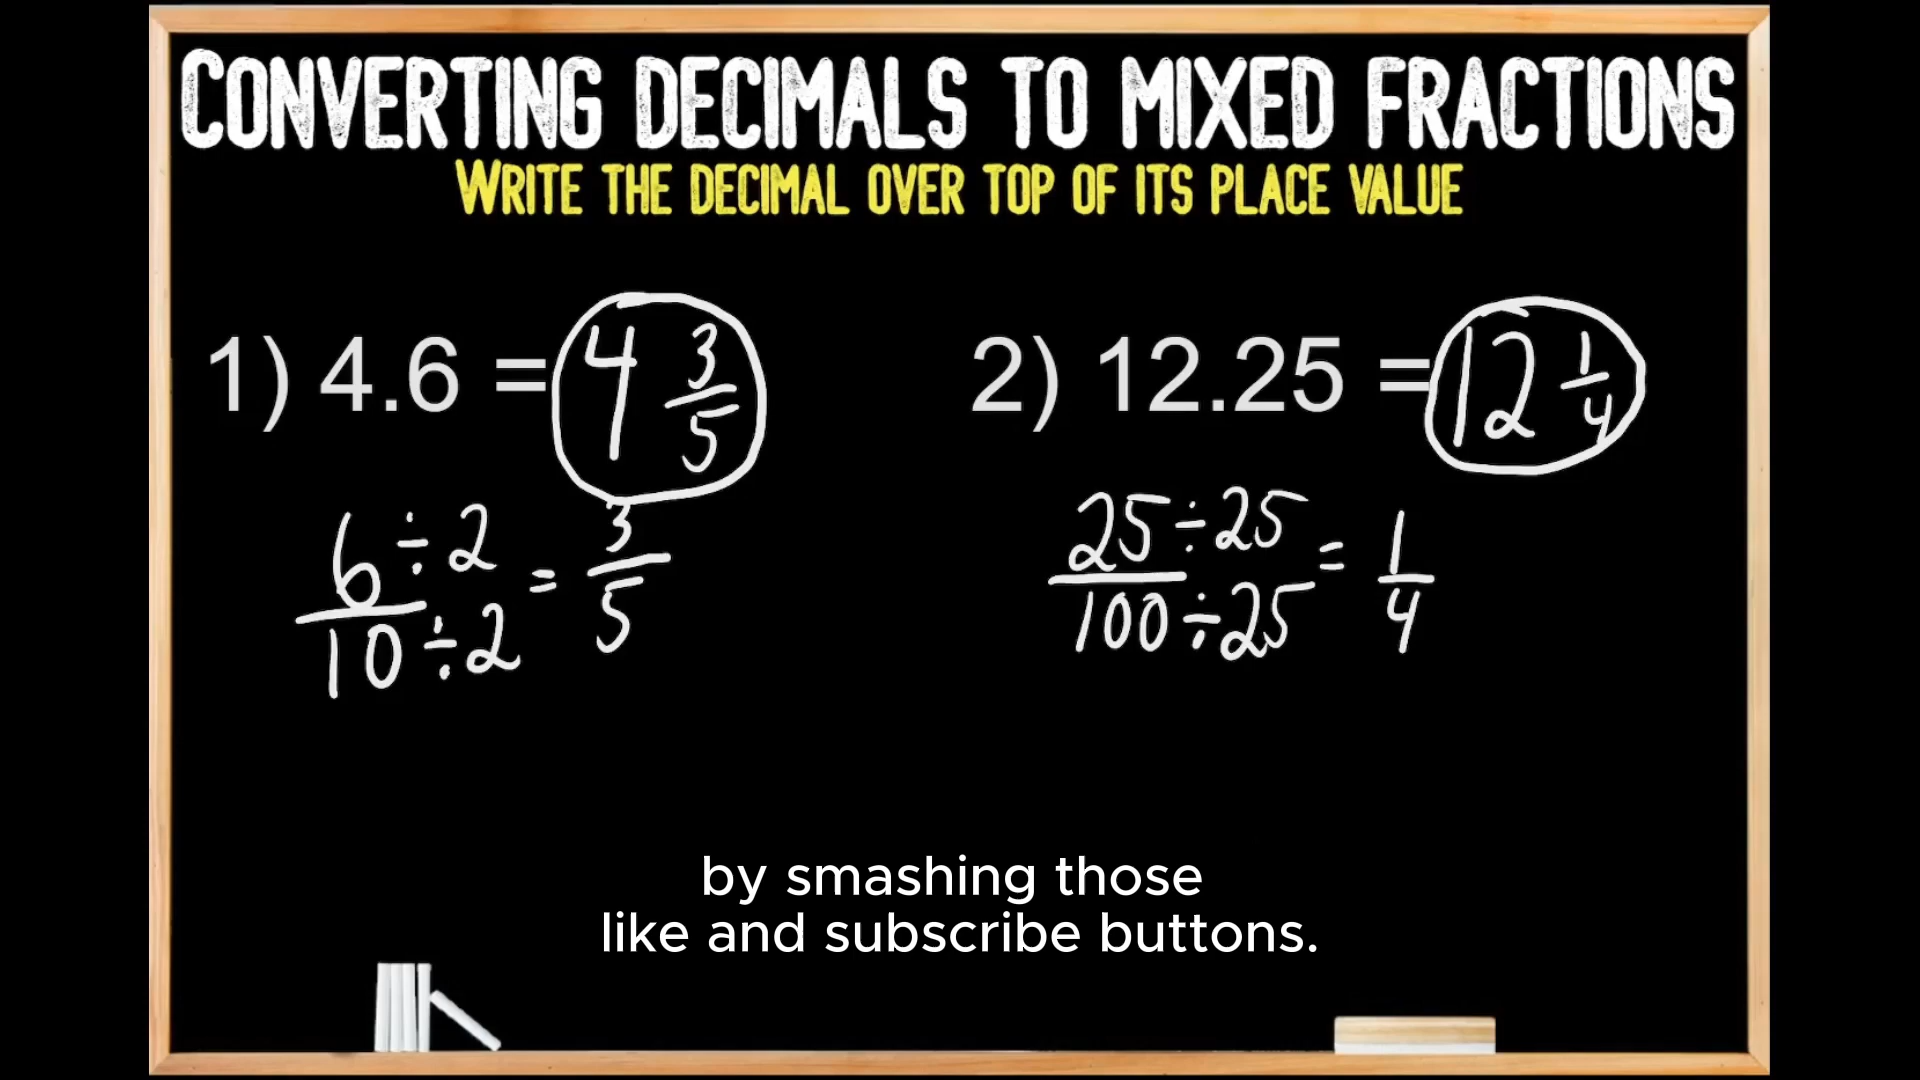 CONVERTING DECIMALS TO MIXED FRACTIONS
WRITE THE DECIMAL OVER TOP OF ITS PLACE VALUE
1) 4.6 = 4 3/5
6 ÷ 2 / 10 ÷ 2 = 3/5
2) 12.25 = 12 1/4
25 ÷ 25 / 100 ÷ 25 = 1/4
by smashing those
like and subscribe buttons.